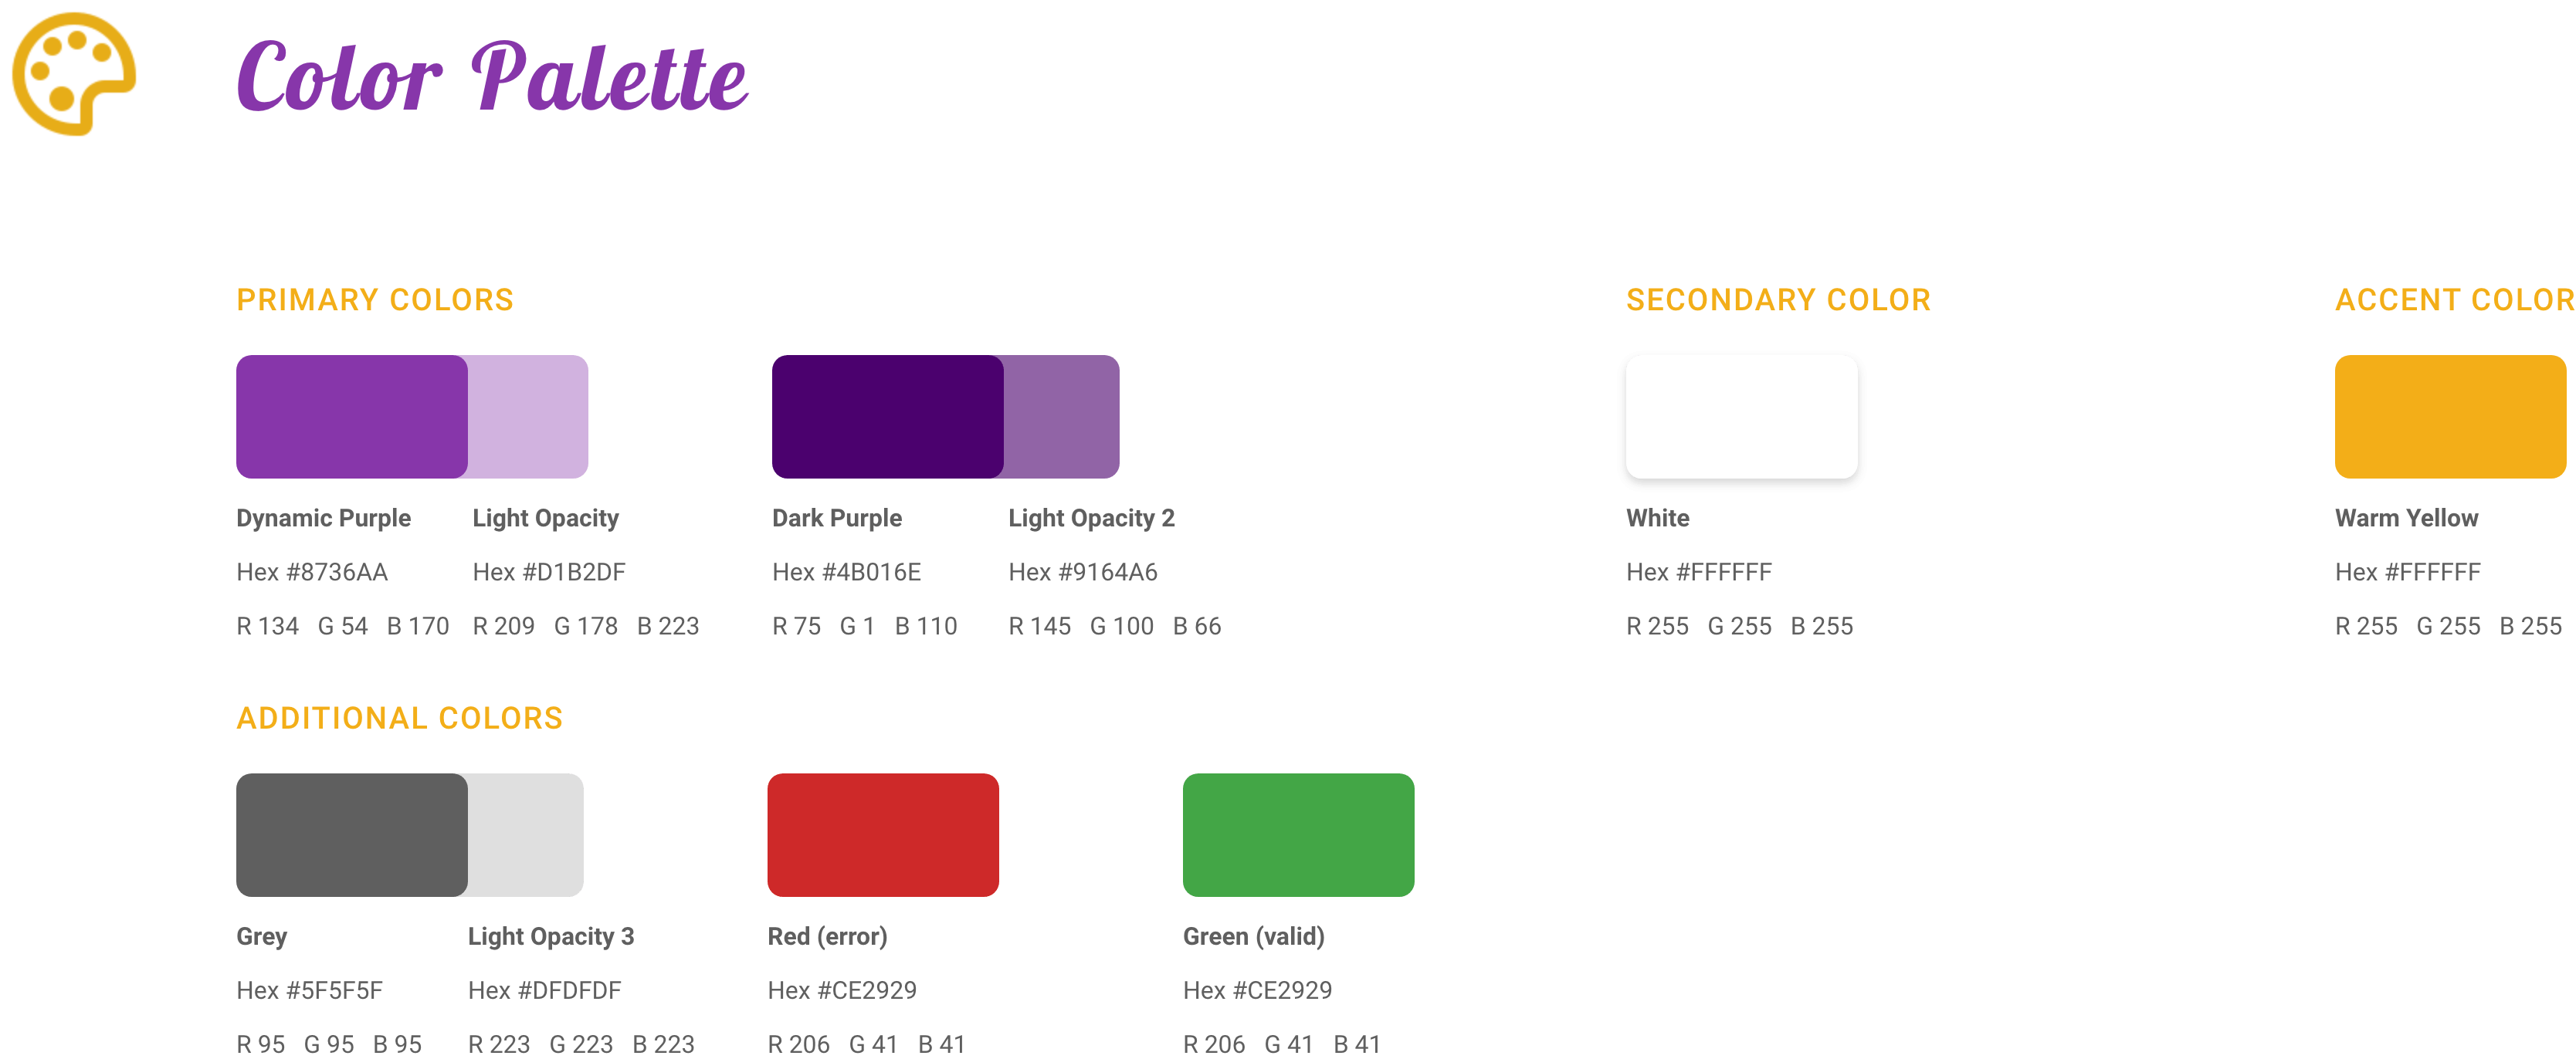 Color Palette
PRIMARY COLORS
Dynamic Purple
Hex #8736AA
R 134 G 54 B 170
Light Opacity
Hex #D1B2DF
R 209 G 178 B 223
Dark Purple
Hex #4B016E
R 75 G 1 B 110
Light Opacity 2
Hex #9164A6
R 145 G 100 B 66
SECONDARY COLOR
White
Hex #FFFFFF
R 255 G 255 B 255
ACCENT COLOR
Warm Yellow
Hex #FFFFFF
R 255 G 255 B 255
ADDITIONAL COLORS
Grey
Hex #5F5F5F
R 95 G 95 B 95
Light Opacity 3
Hex #DFDFDF
R 223 G 223 B 223
Red (error)
Hex #CE2929
R 206 G 41 B 41
Green (valid)
Hex #CE2929
R 206 G 41 B 41